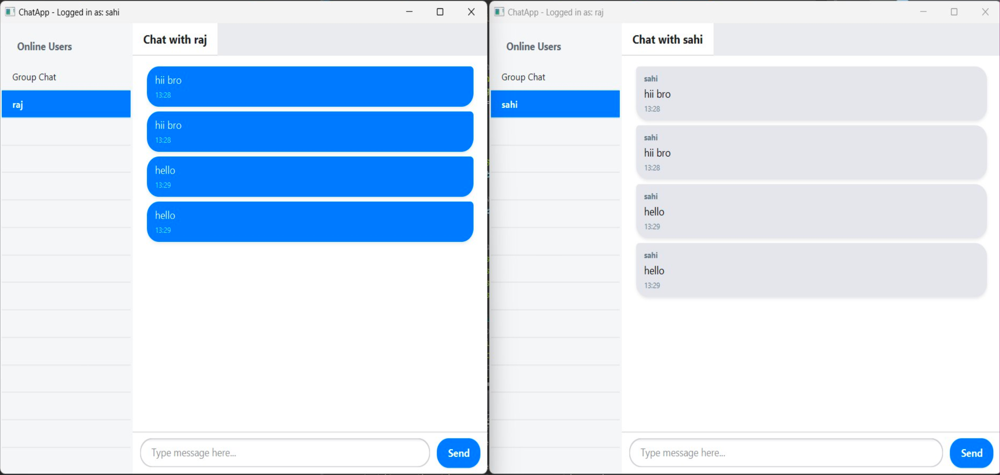 ChatApp - Logged in as: sahi
Online Users
Group Chat
raj
Chat with raj
hii bro
13:28
hii bro
13:28
hello
13:29
hello
13:29
Type message here...
Send
ChatApp - Logged in as: raj
Online Users
Group Chat
sahi
Chat with sahi
sahi
hii bro
13:28
sahi
hii bro
13:28
sahi
hello
13:29
sahi
hello
13:29
Type message here...
Send